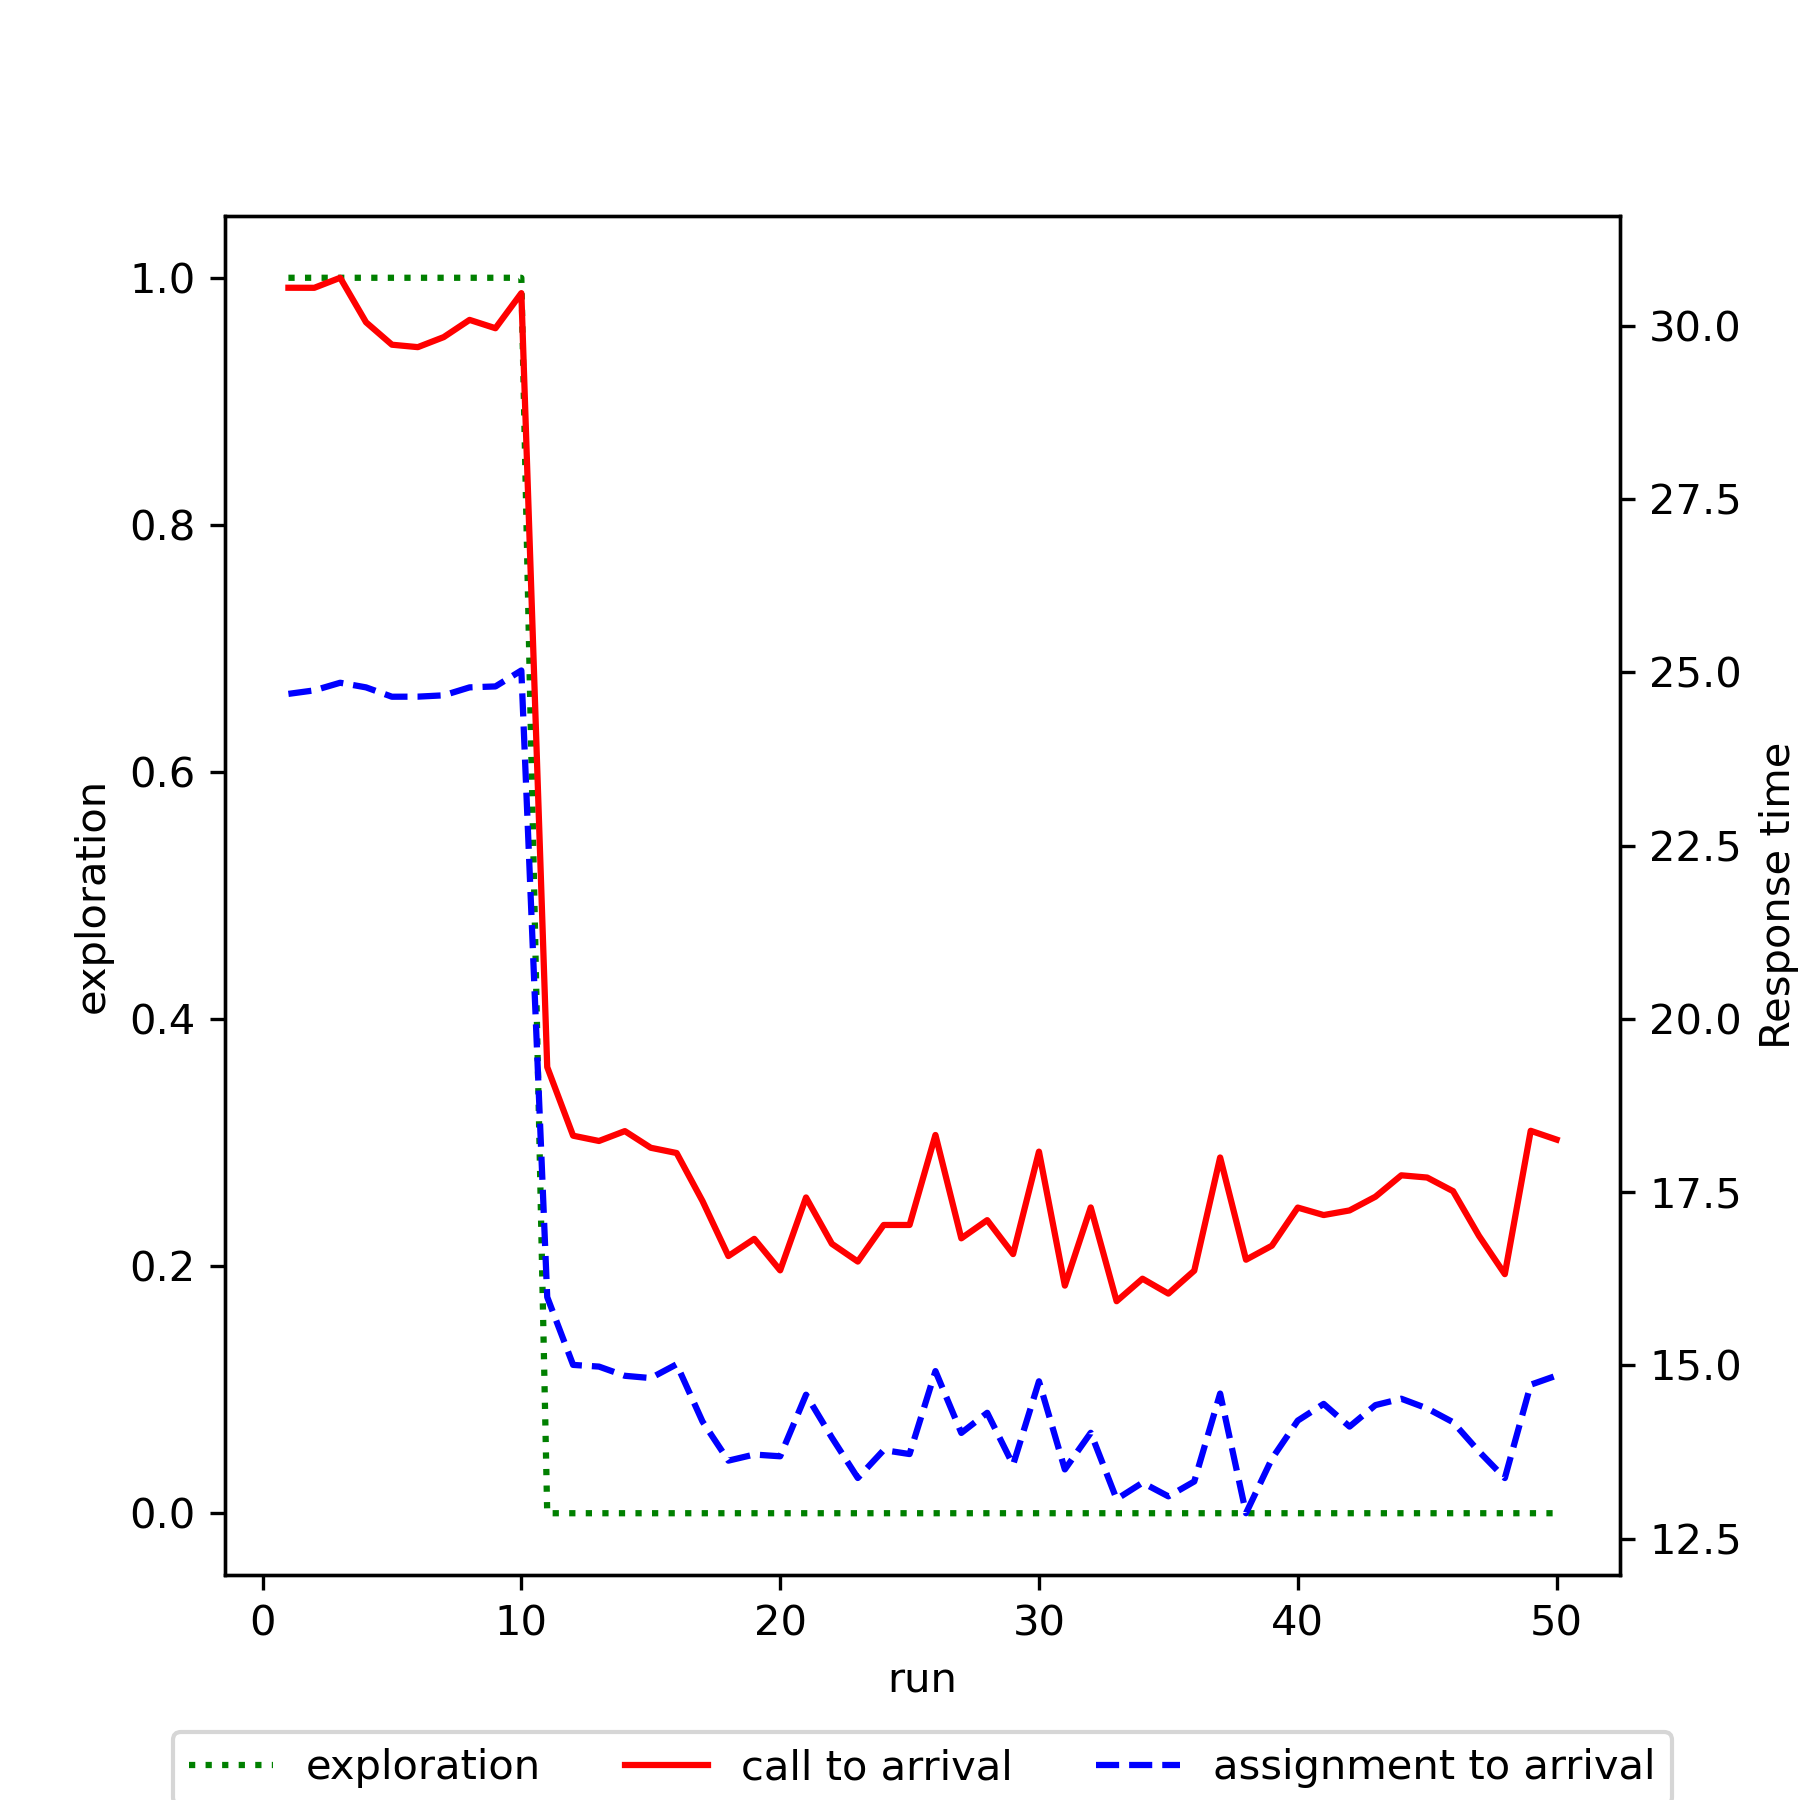 1.0
0.8
0.6
0.4
0.2
0.0
exploration
30.0
27.5
25.0
22.5
20.0
17.5
15.0
12.5
Response time
0 10 20 30 40 50
run
exploration call to arrival assignment to arrival